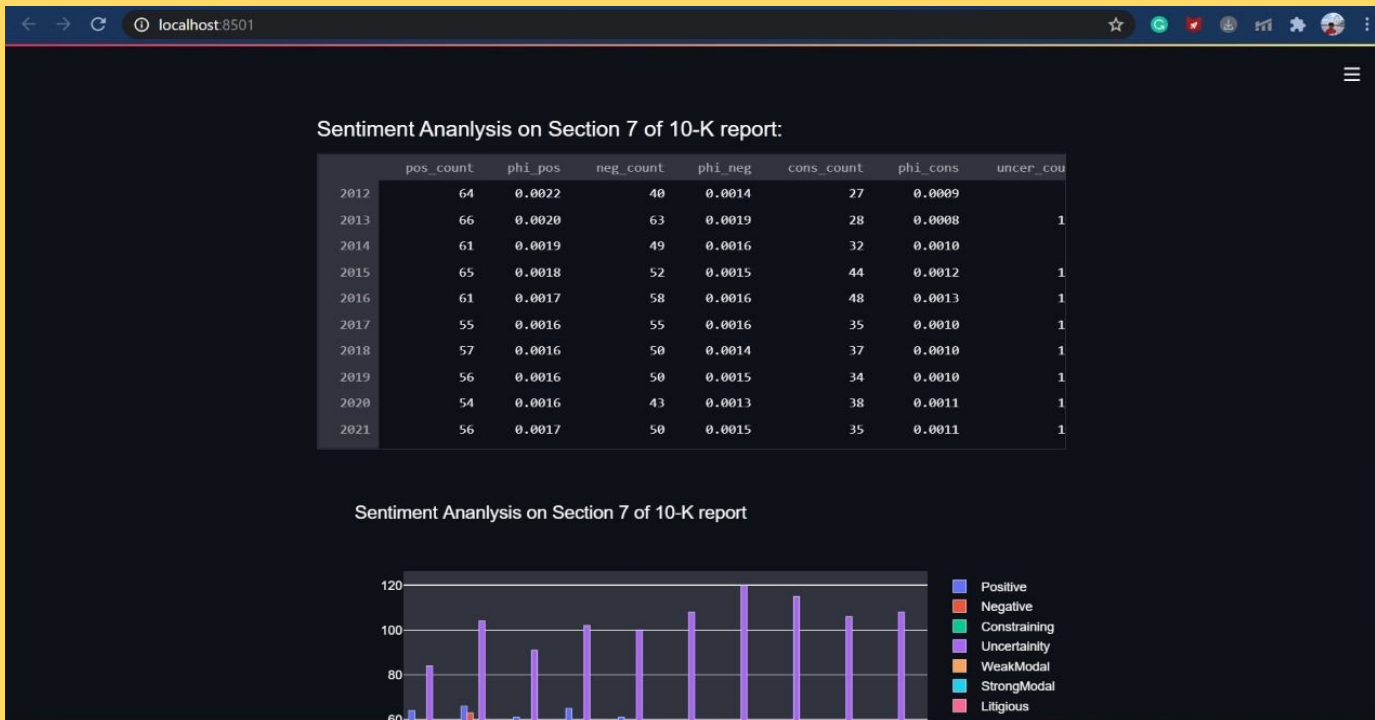 localhost:8501
Sentiment Ananlysis on Section 7 of 10-K report:
pos_count phi_pos neg_count phi_neg cons_count phi_cons uncer_cou
2012 64 0.0022 40 0.0014 27 0.0009
2013 66 0.0020 63 0.0019 28 0.0008 1
2014 61 0.0019 49 0.0016 32 0.0010
2015 65 0.0018 52 0.0015 44 0.0012 1
2016 61 0.0017 58 0.0016 48 0.0013 1
2017 55 0.0016 55 0.0016 35 0.0010 1
2018 57 0.0016 50 0.0014 37 0.0010 1
2019 56 0.0016 50 0.0015 34 0.0010 1
2020 54 0.0016 43 0.0013 38 0.0011 1
2021 56 0.0017 50 0.0015 35 0.0011 1
Sentiment Ananlysis on Section 7 of 10-K report
120
100
80
60
Positive
Negative
Constraining
Uncertainity
WeakModal
StrongModal
Litigious